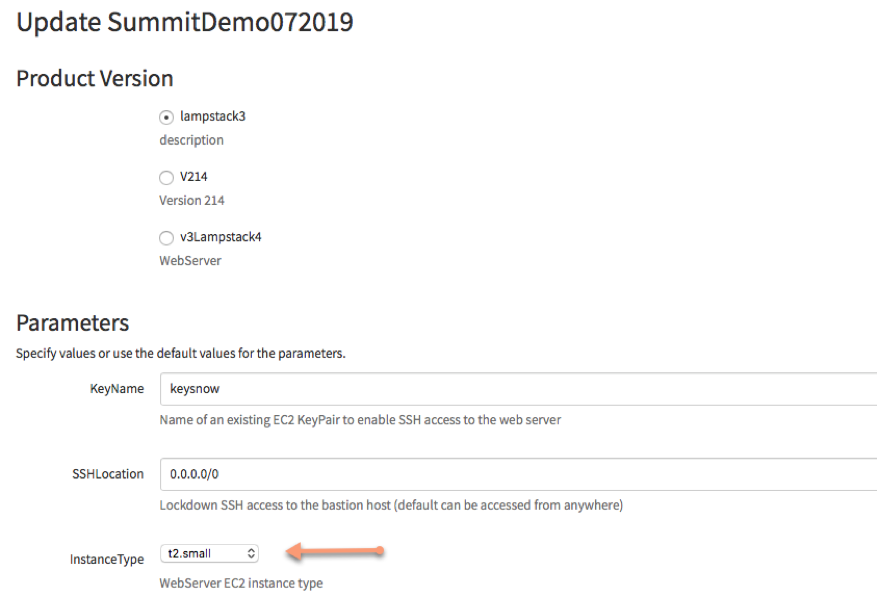 Update SummitDemo072019
Product Version
lampstack3
description
V214
Version 214
v3Lampstack4
WebServer
Parameters
Specify values or use the default values for the parameters.
KeyName keysnow
Name of an existing EC2 KeyPair to enable SSH access to the web server
SSHLocation 0.0.0.0/0
Lockdown SSH access to the bastion host (default can be accessed from anywhere)
InstanceType t2.small
WebServer EC2 instance type